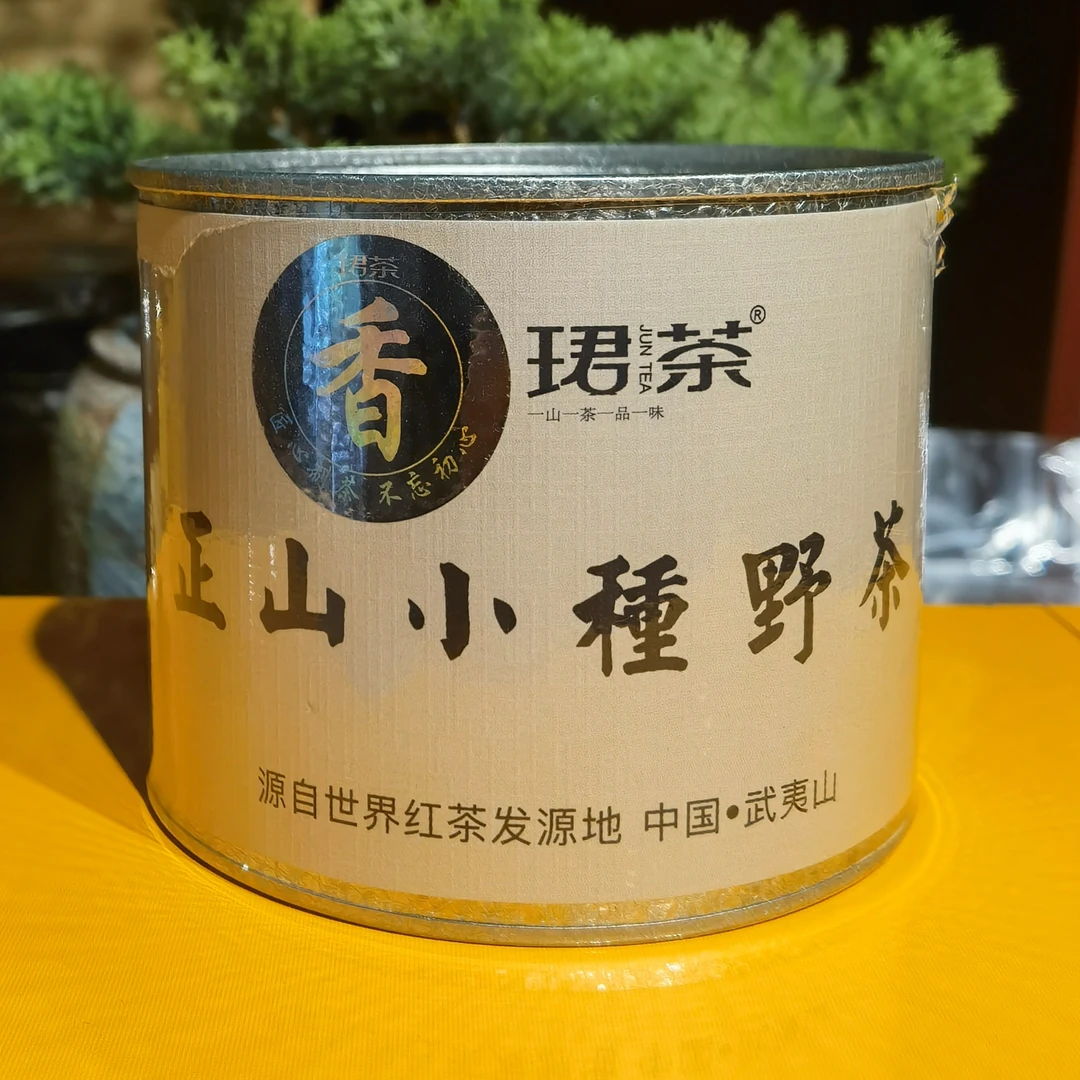 珺茶
香
不忘初心
珺茶®
JUN TEA
一山一茶一品一味
正山小種野茶
源自世界红茶发源地 中国•武夷山